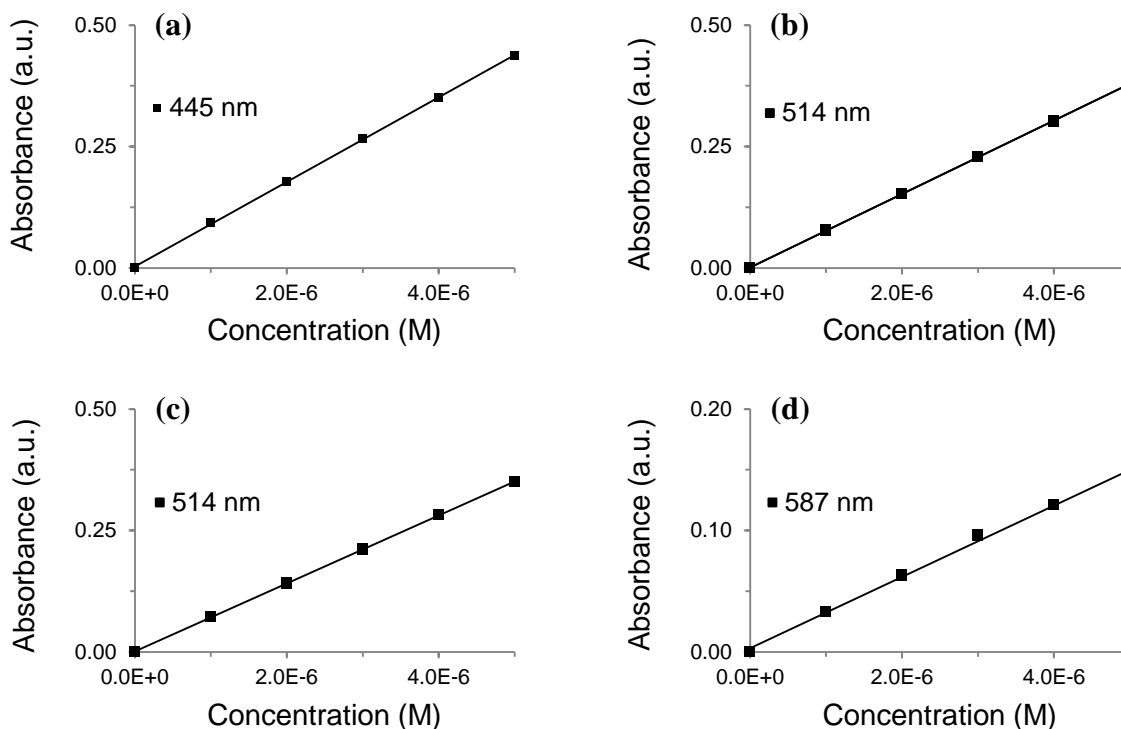 (a)
Absorbance (a.u.)
0.50
0.25
0.00
445 nm
0.0E+0 2.0E-6 4.0E-6
Concentration (M)
(b)
Absorbance (a.u.)
0.50
0.25
0.00
514 nm
0.0E+0 2.0E-6 4.0E-6
Concentration (M)
(c)
Absorbance (a.u.)
0.50
0.25
0.00
514 nm
0.0E+0 2.0E-6 4.0E-6
Concentration (M)
(d)
Absorbance (a.u.)
0.20
0.10
0.00
587 nm
0.0E+0 2.0E-6 4.0E-6
Concentration (M)